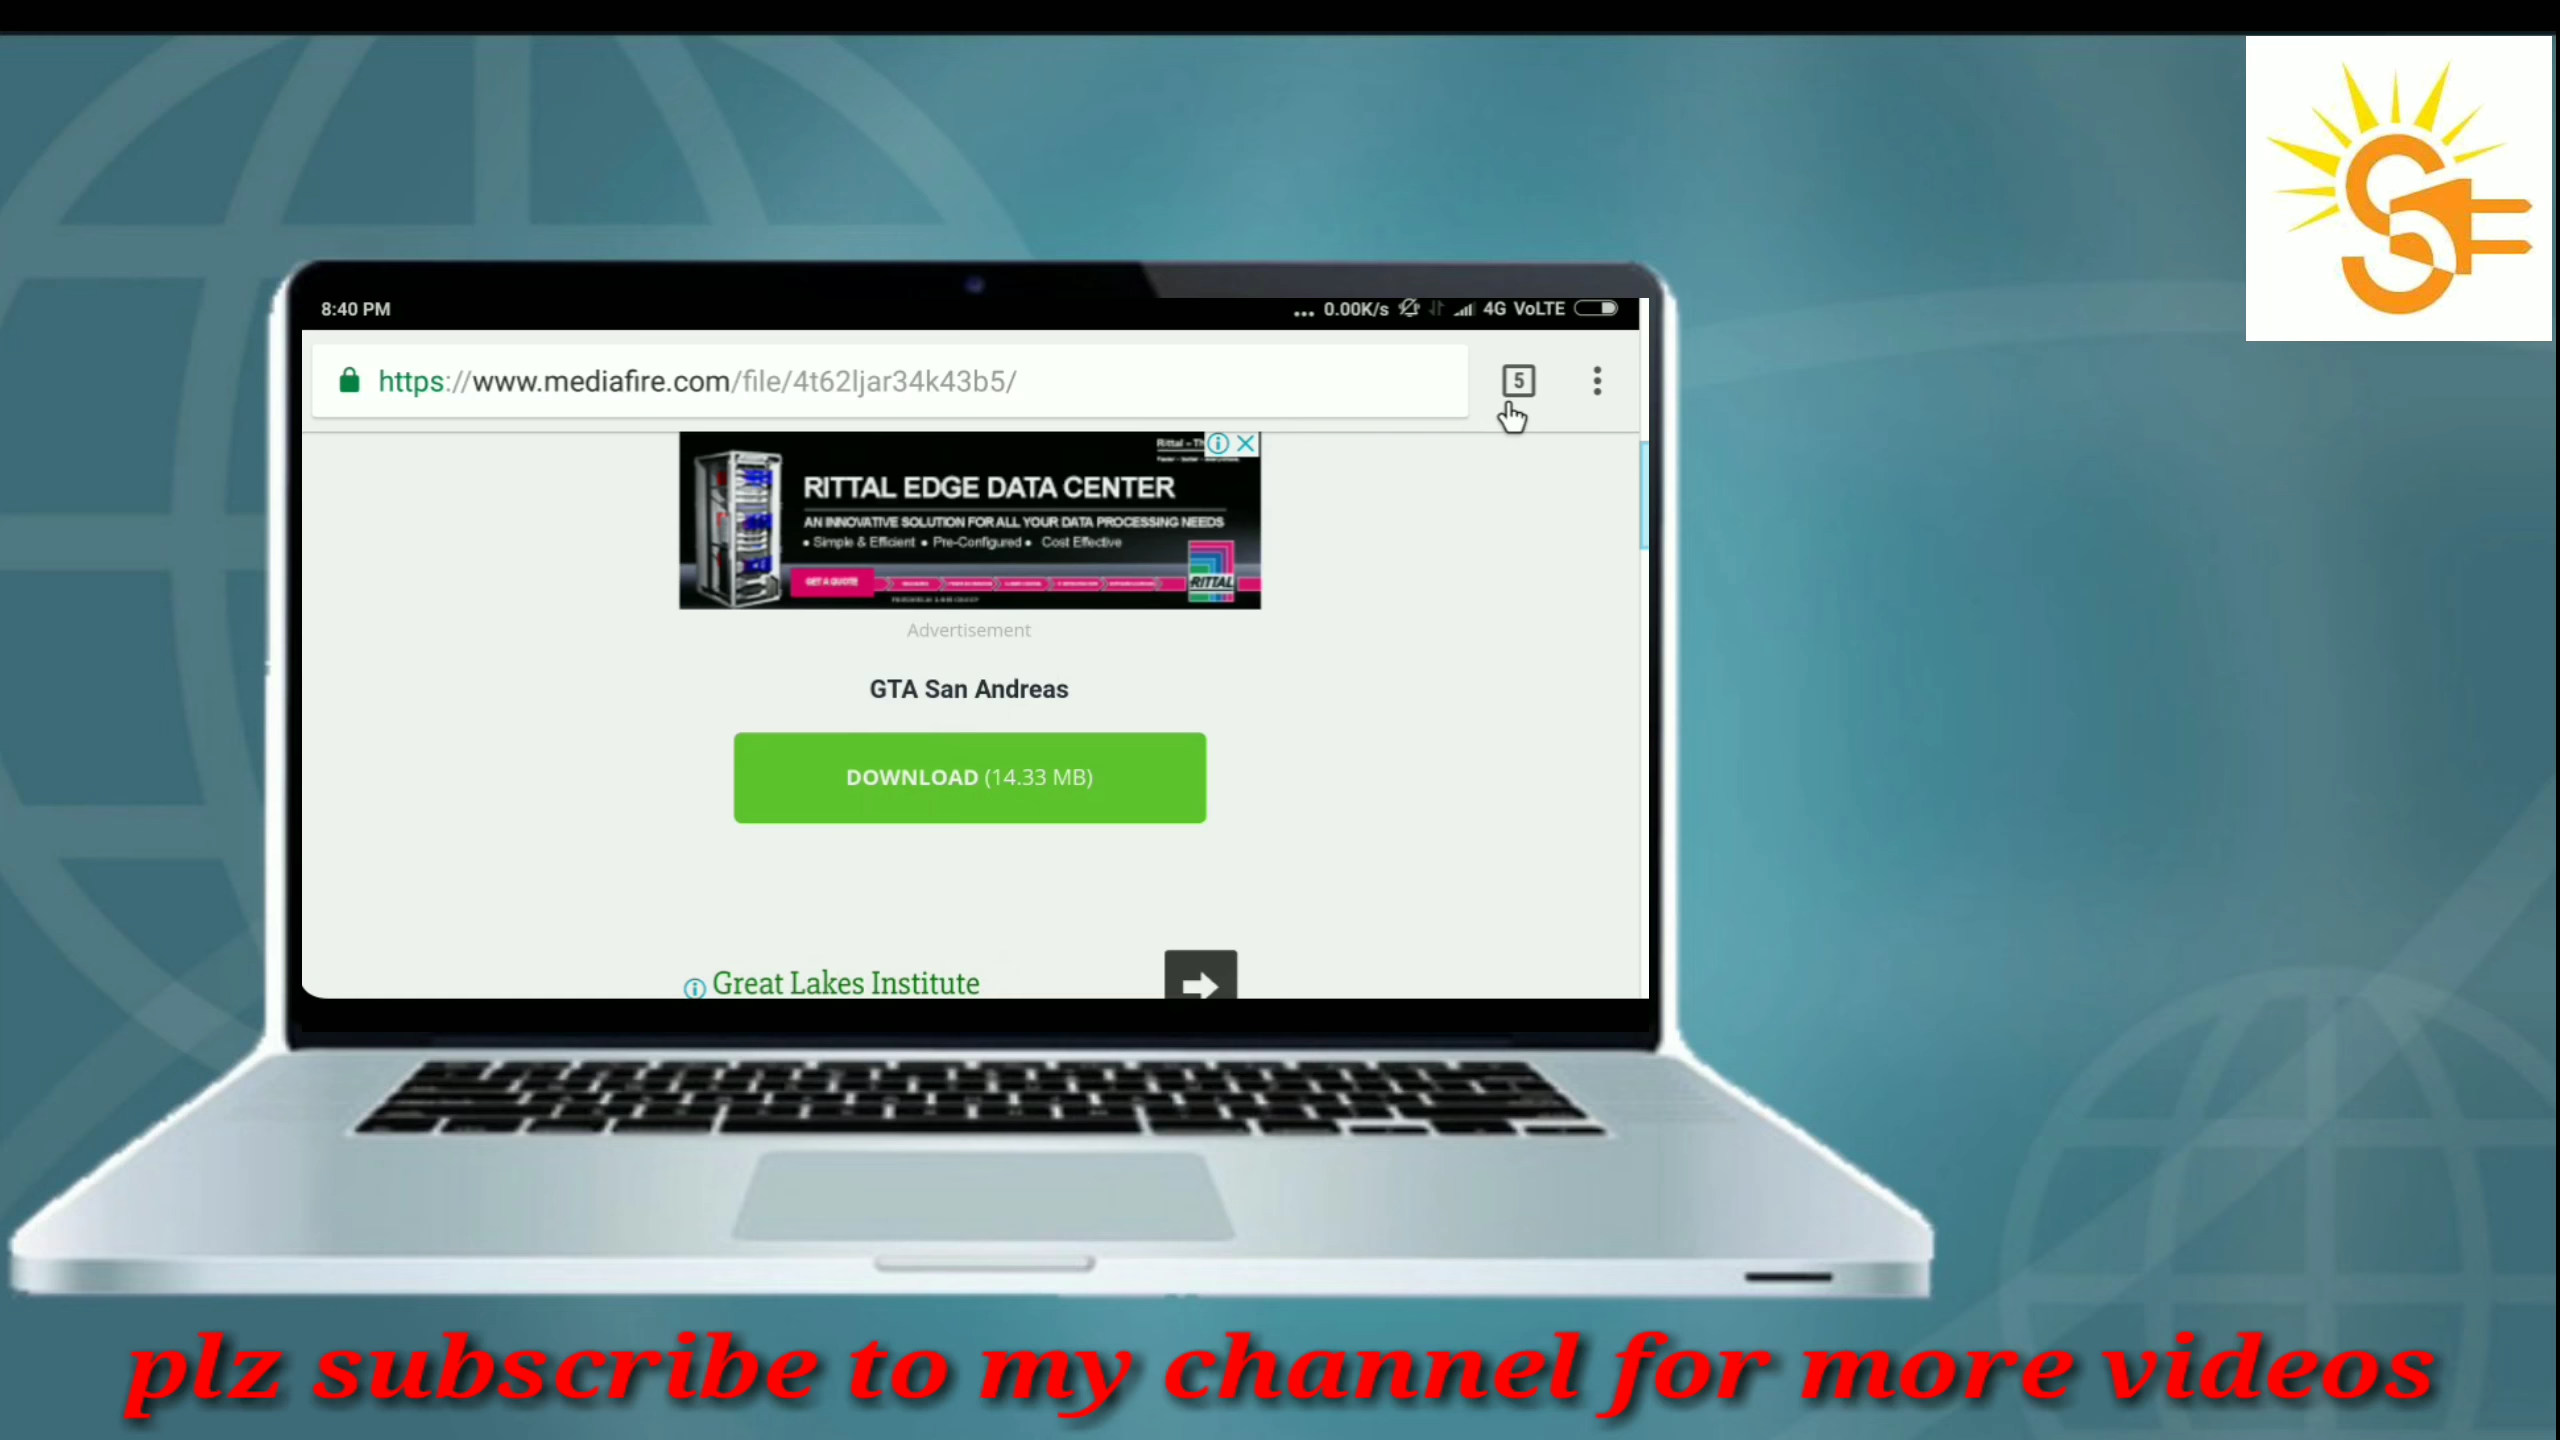 8:40 PM
... 0.00K/s 4G VoLTE
https://www.mediafire.com/file/4t62ljar34k43b5/
5
RITTAL EDGE DATA CENTER
AN INNOVATIVE SOLUTION FOR ALL YOUR DATA PROCESSING NEEDS
• Simple & Efficient • Pre-Configured • Cost Effective
GET A QUOTE
RITTAL
Advertisement
GTA San Andreas
DOWNLOAD (14.33 MB)
Great Lakes Institute
plz subscribe to my channel for more videos